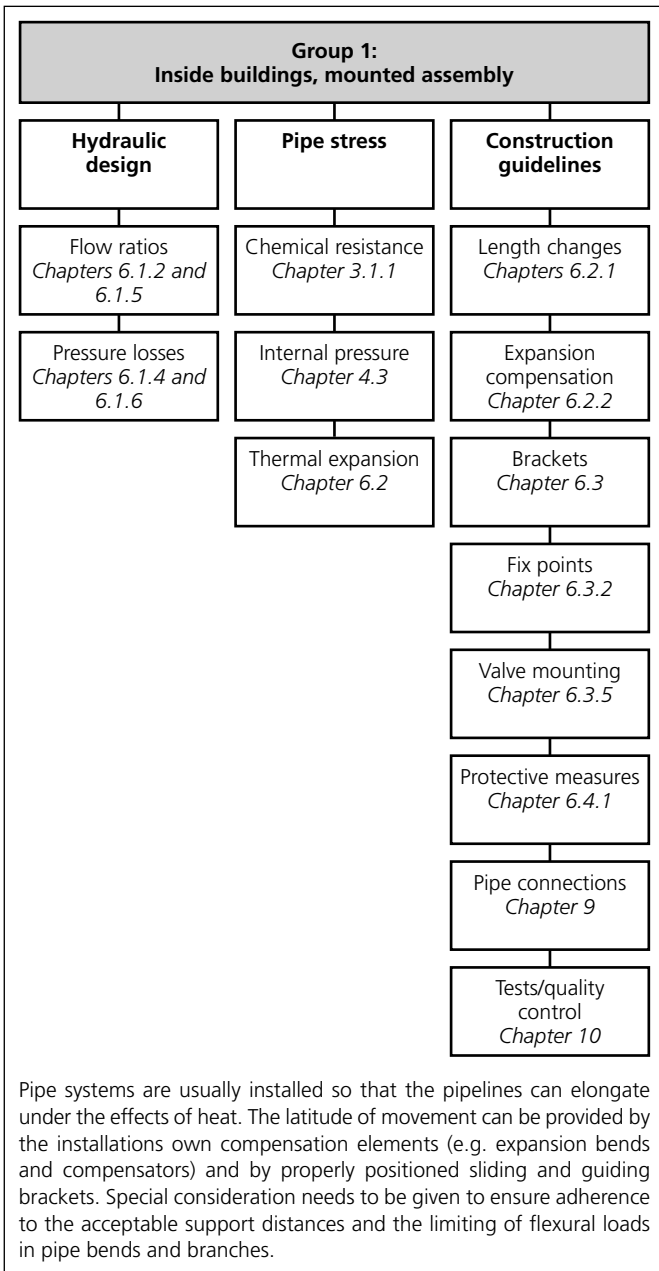 Group 1:
Inside buildings, mounted assembly
Hydraulic
design
Flow ratios
Chapters 6.1.2 and
6.1.5
Pressure losses
Chapters 6.1.4 and
6.1.6
Pipe stress
Chemical resistance
Chapter 3.1.1
Internal pressure
Chapter 4.3
Thermal expansion
Chapter 6.2
Construction
guidelines
Length changes
Chapters 6.2.1
Expansion
compensation
Chapter 6.2.2
Brackets
Chapter 6.3
Fix points
Chapter 6.3.2
Valve mounting
Chapter 6.3.5
Protective measures
Chapter 6.4.1
Pipe connections
Chapter 9
Tests/quality
control
Chapter 10
Pipe systems are usually installed so that the pipelines can elongate
under the effects of heat. The latitude of movement can be provided by
the installations own compensation elements (e.g. expansion bends
and compensators) and by properly positioned sliding and guiding
brackets. Special consideration needs to be given to ensure adherence
to the acceptable support distances and the limiting of flexural loads
in pipe bends and branches.